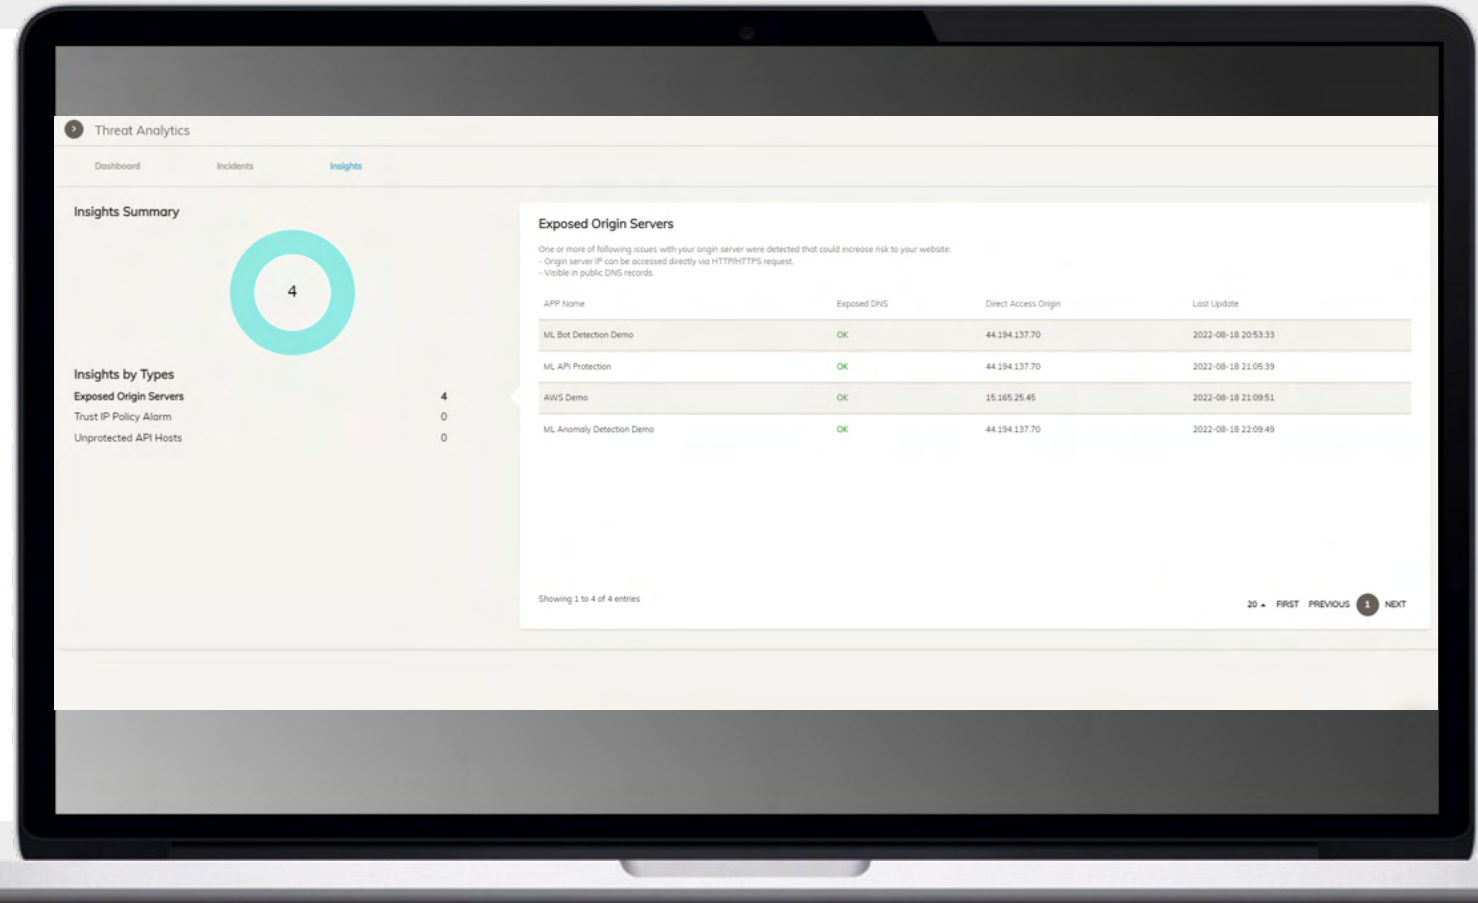 Threat Analytics
Dashboard Incidents Insights
Insights Summary
4
Insights by Types
Exposed Origin Servers 4
Trust IP Policy Alarm 0
Unprotected API Hosts 0
Exposed Origin Servers
One or more of following issues with your origin server were detected that could increase risk to your website:
- Origin server IP can be accessed directly via HTTP/HTTPS request.
- Visible in public DNS records.
APP Name Exposed DNS Direct Access Origin Last Update
ML Bot Detection Demo OK 44.194.137.70 2022-08-18 20:53:33
ML API Protection OK 44.194.137.70 2022-08-18 21:05:39
AWS Demo OK 15.165.25.45 2022-08-18 21:09:51
ML Anomaly Detection Demo OK 44.194.137.70 2022-08-18 22:09:49
Showing 1 to 4 of 4 entries
20 FIRST PREVIOUS 1 NEXT